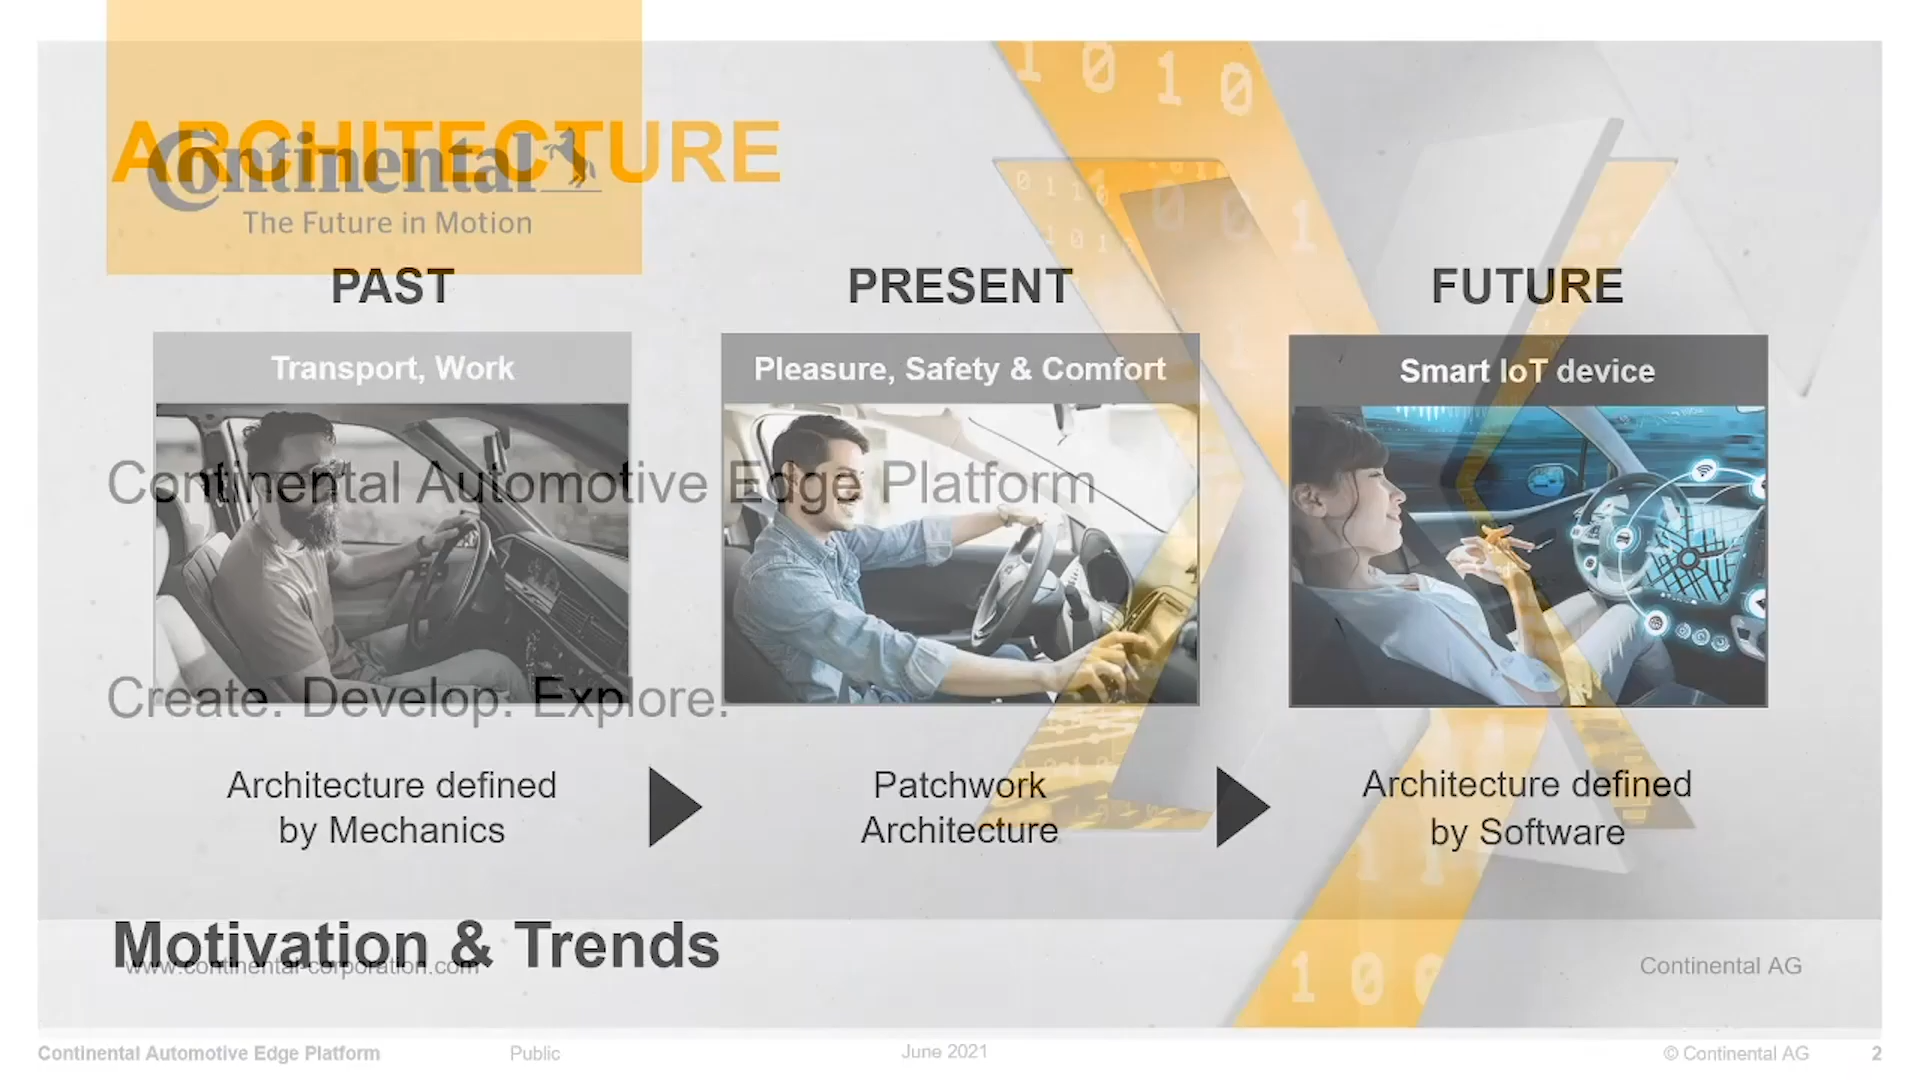 ARCHITECTURE
Continental
The Future in Motion
PAST
PRESENT
FUTURE
Transport, Work
Pleasure, Safety & Comfort
Smart IoT device
Continental Automotive Edge Platform
Create. Develop. Explore.
Architecture defined
by Mechanics
Patchwork
Architecture
Architecture defined
by Software
Motivation & Trends
www.continental-corporation.com
Continental AG
Continental Automotive Edge Platform
Public
June 2021
© Continental AG
2